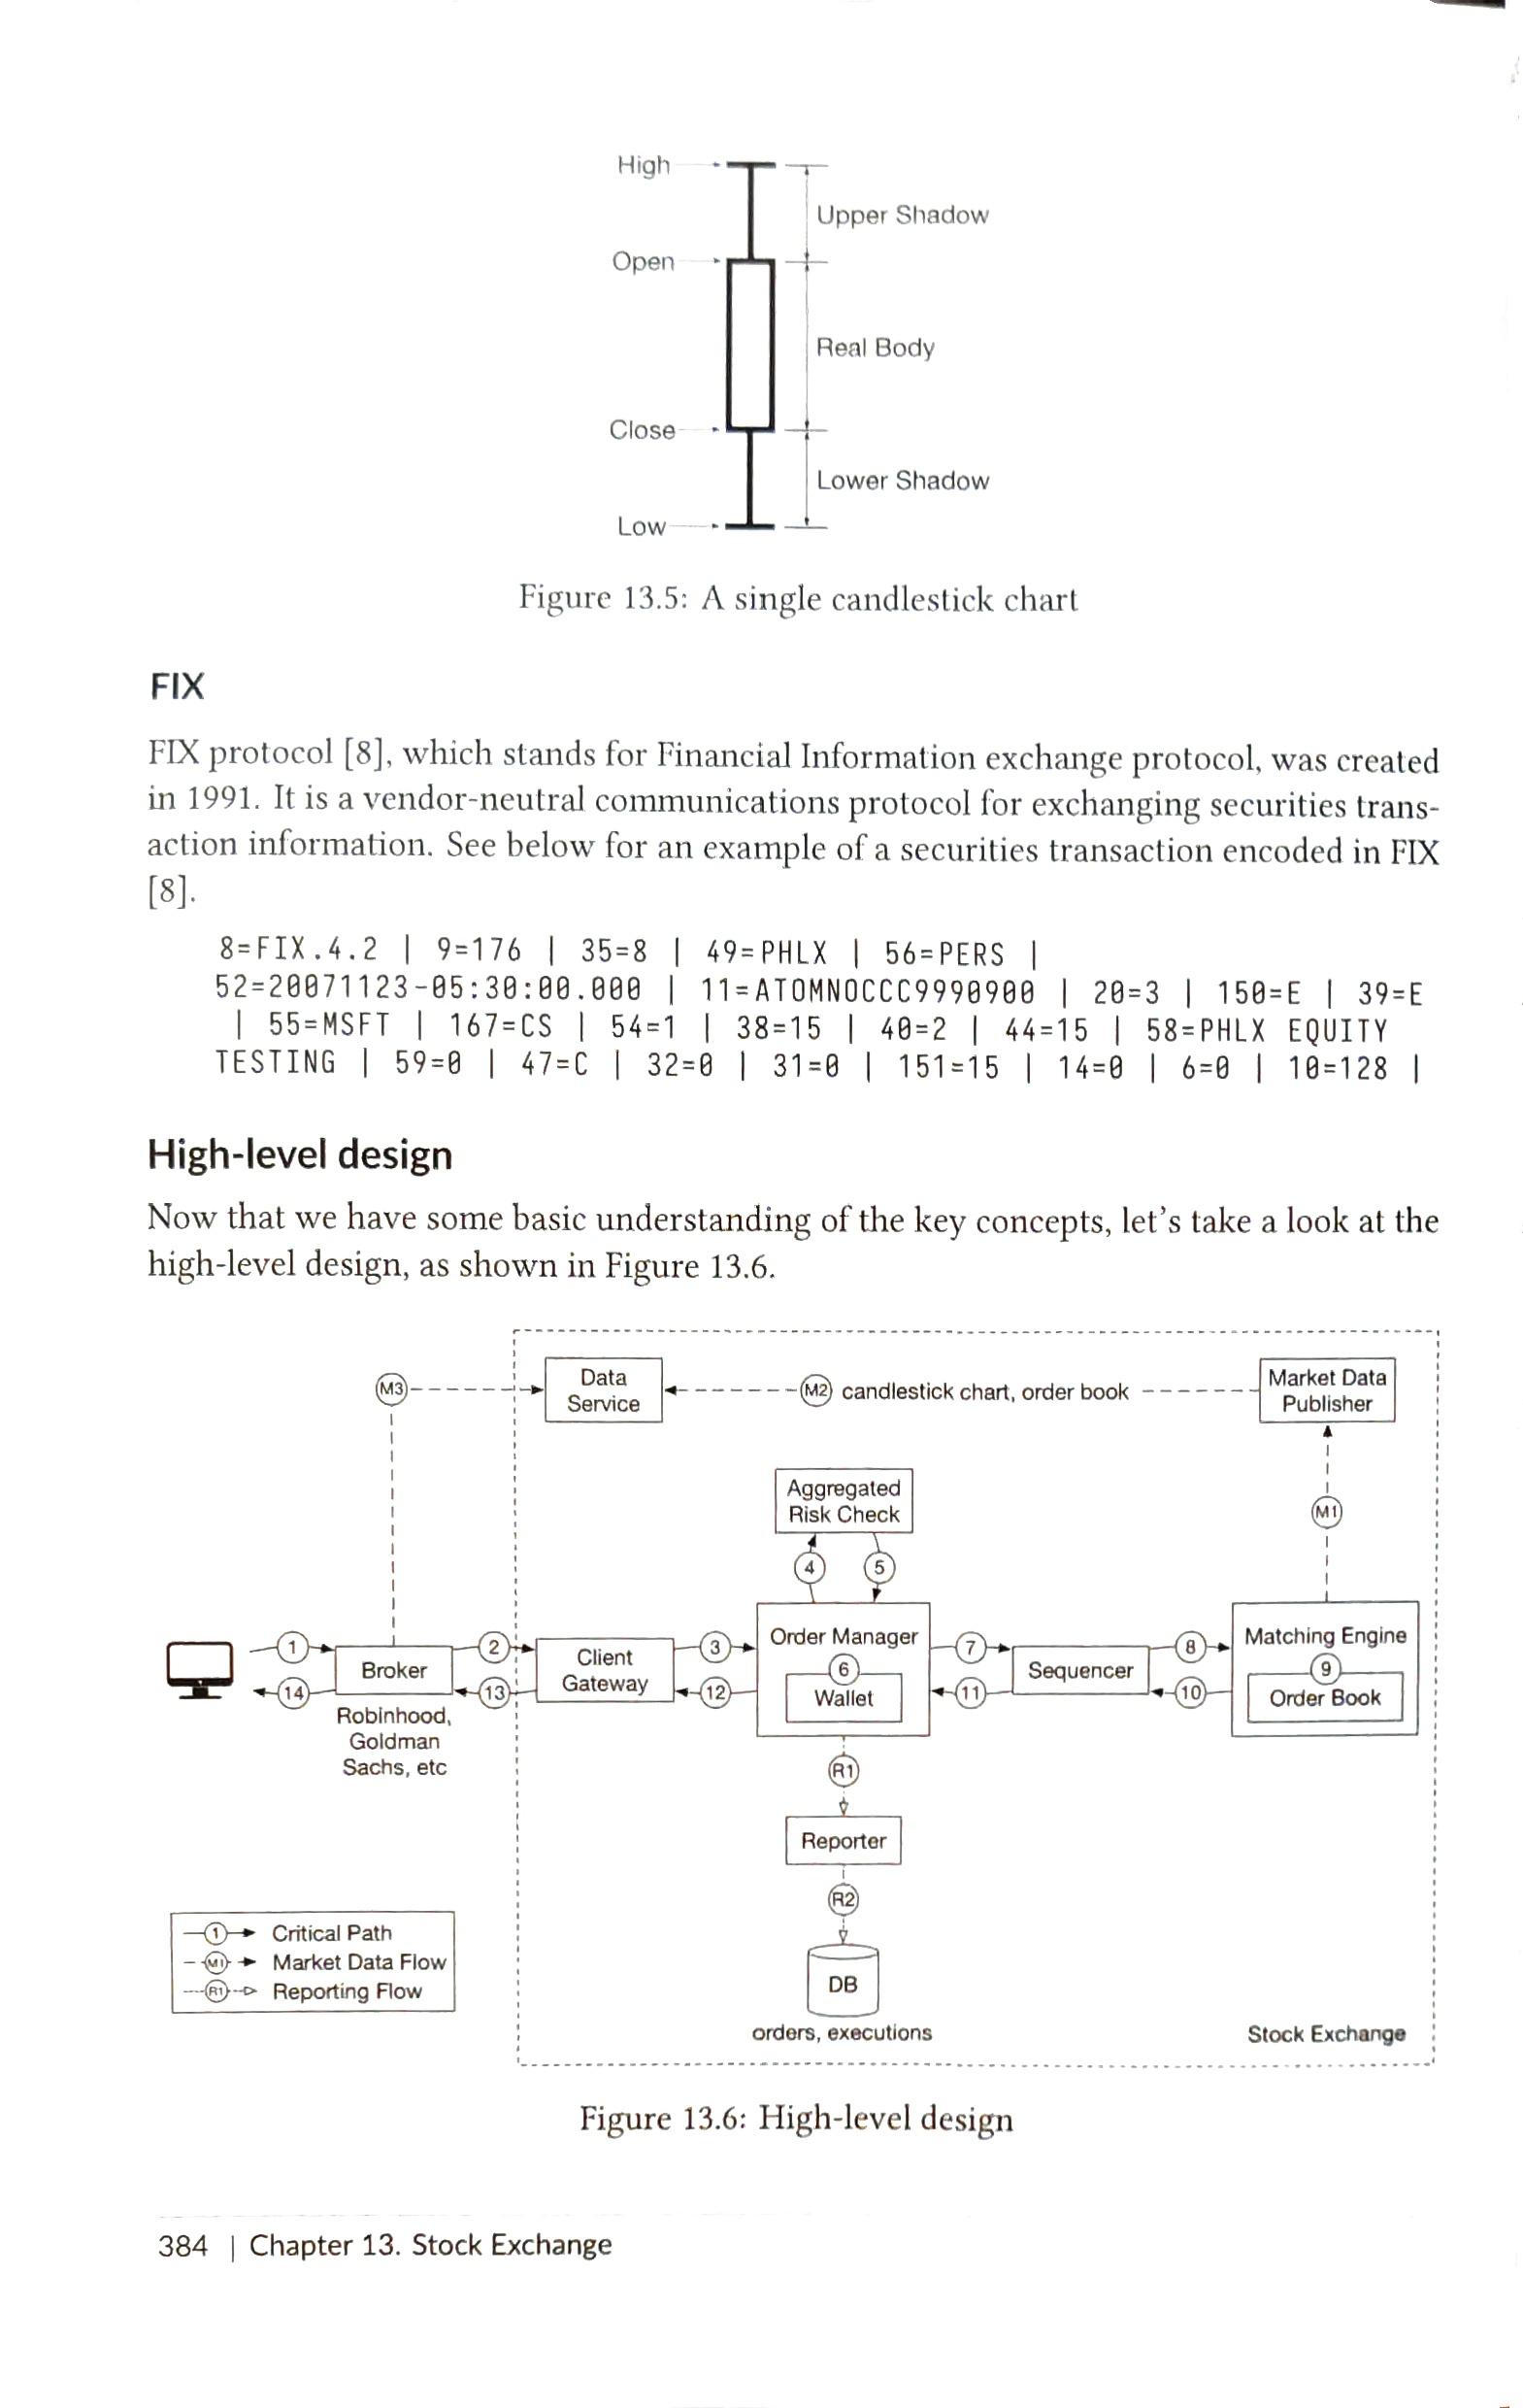 High
Upper Shadow
Open
Real Body
Close
Lower Shadow
Low
Figure 13.5: A single candlestick chart
FIX
FIX protocol [8], which stands for Financial Information exchange protocol, was created
in 1991. It is a vendor-neutral communications protocol for exchanging securities trans-
action information. See below for an example of a securities transaction encoded in FIX
[8].
8=FIX.4.2 | 9=176 | 35=8 | 49=PHLX | 56=PERS |
52=20071123-05:30:00.000 | 11=ATOMNOCCC9990900 | 20=3 | 150=E | 39=E
| 55=MSFT | 167=CS | 54=1 | 38=15 | 40=2 | 44=15 | 58=PHLX EQUITY
TESTING | 59=0 | 47=C | 32=0 | 31=0 | 151=15 | 14=0 | 6=0 | 10=128 |
High-level design
Now that we have some basic understanding of the key concepts, let's take a look at the
high-level design, as shown in Figure 13.6.
M3
Data
Service
M2 candlestick chart, order book
Market Data
Publisher
Aggregated
Risk Check
M1
4
5
1
14
Broker
Robinhood,
Goldman
Sachs, etc
2
13
Client
Gateway
3
12
Order Manager
6
Wallet
7
11
Sequencer
8
10
Matching Engine
9
Order Book
R1
Reporter
R2
DB
orders, executions
1 Critical Path
M1 Market Data Flow
R1 Reporting Flow
Stock Exchange
Figure 13.6: High-level design
384 | Chapter 13. Stock Exchange